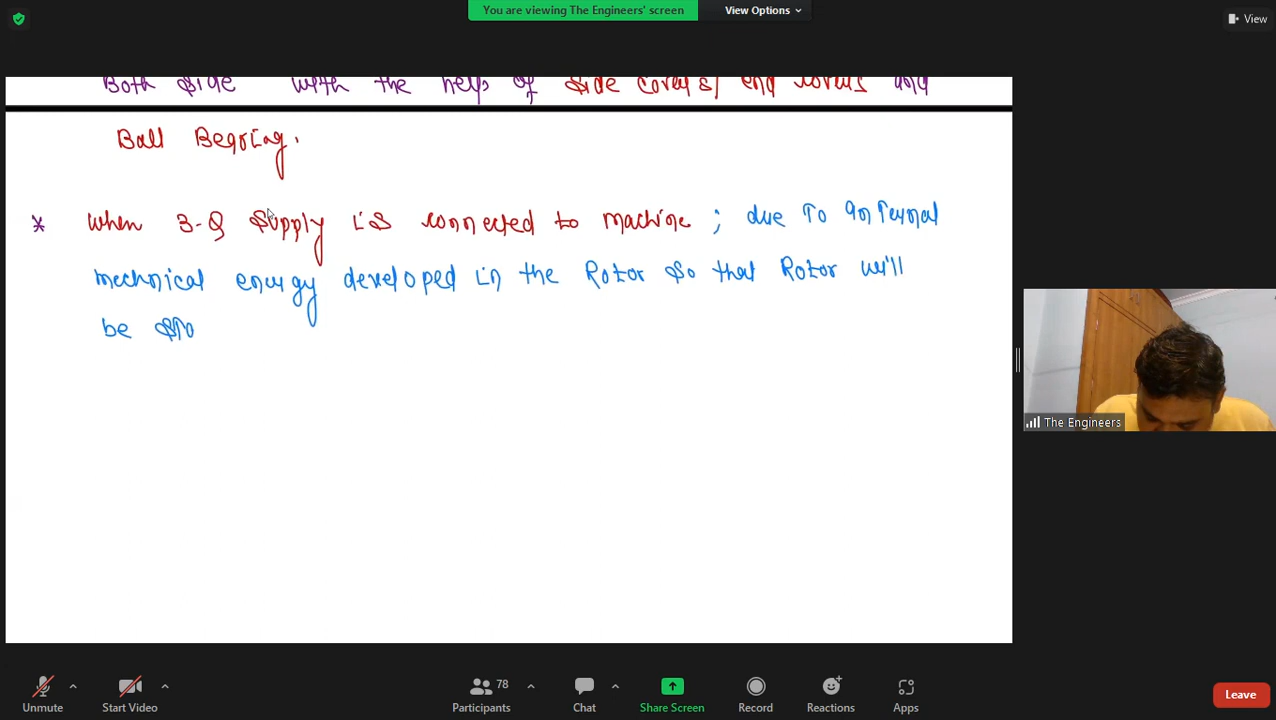 You are viewing The Engineers' screen
View Options
View
Both Side with the help of Side covers/ end covers and
Ball Bearing.
* when 3-Φ Supply is connected to machine ; due to internal
mechnical energy developed in the Rotor so that Rotor will
be sto
The Engineers
78
Unmute
Start Video
Participants
Chat
Share Screen
Record
Reactions
Apps
Leave